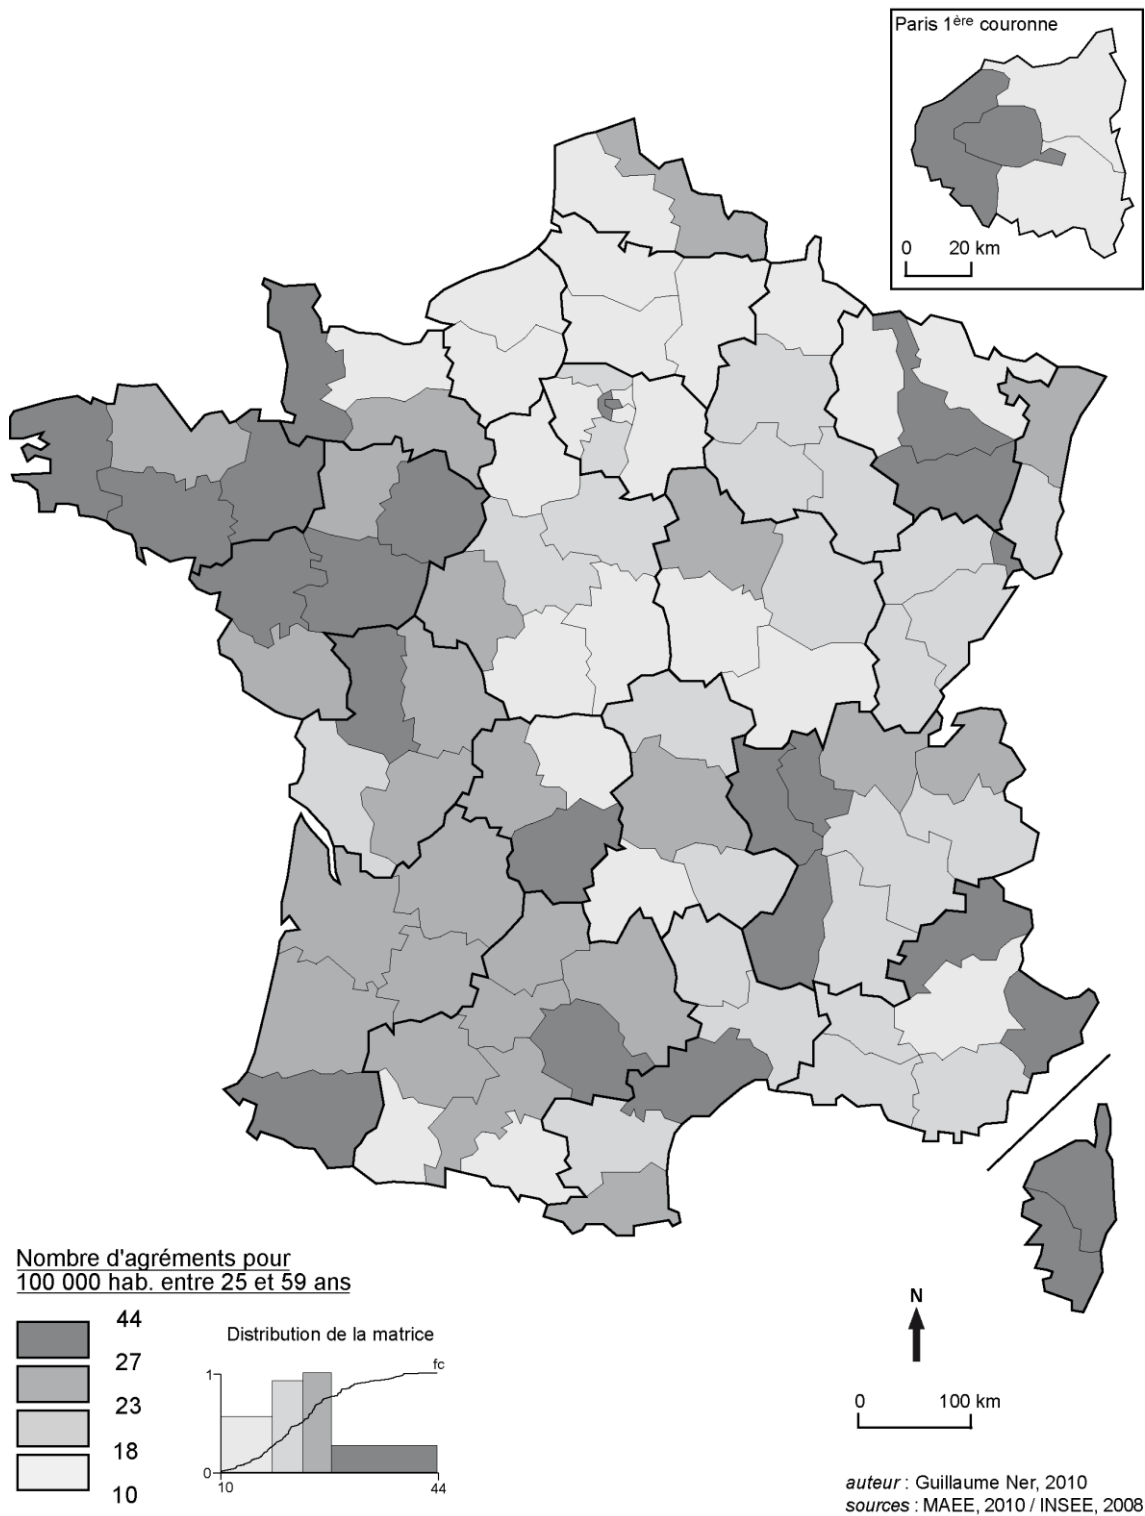 Paris 1ère couronne
0 20 km
Nombre d'agréments pour
100 000 hab. entre 25 et 59 ans
44
27
23
18
10
Distribution de la matrice
fc
1
0
10 44
N
0 100 km
auteur : Guillaume Ner, 2010
sources : MAEE, 2010 / INSEE, 2008